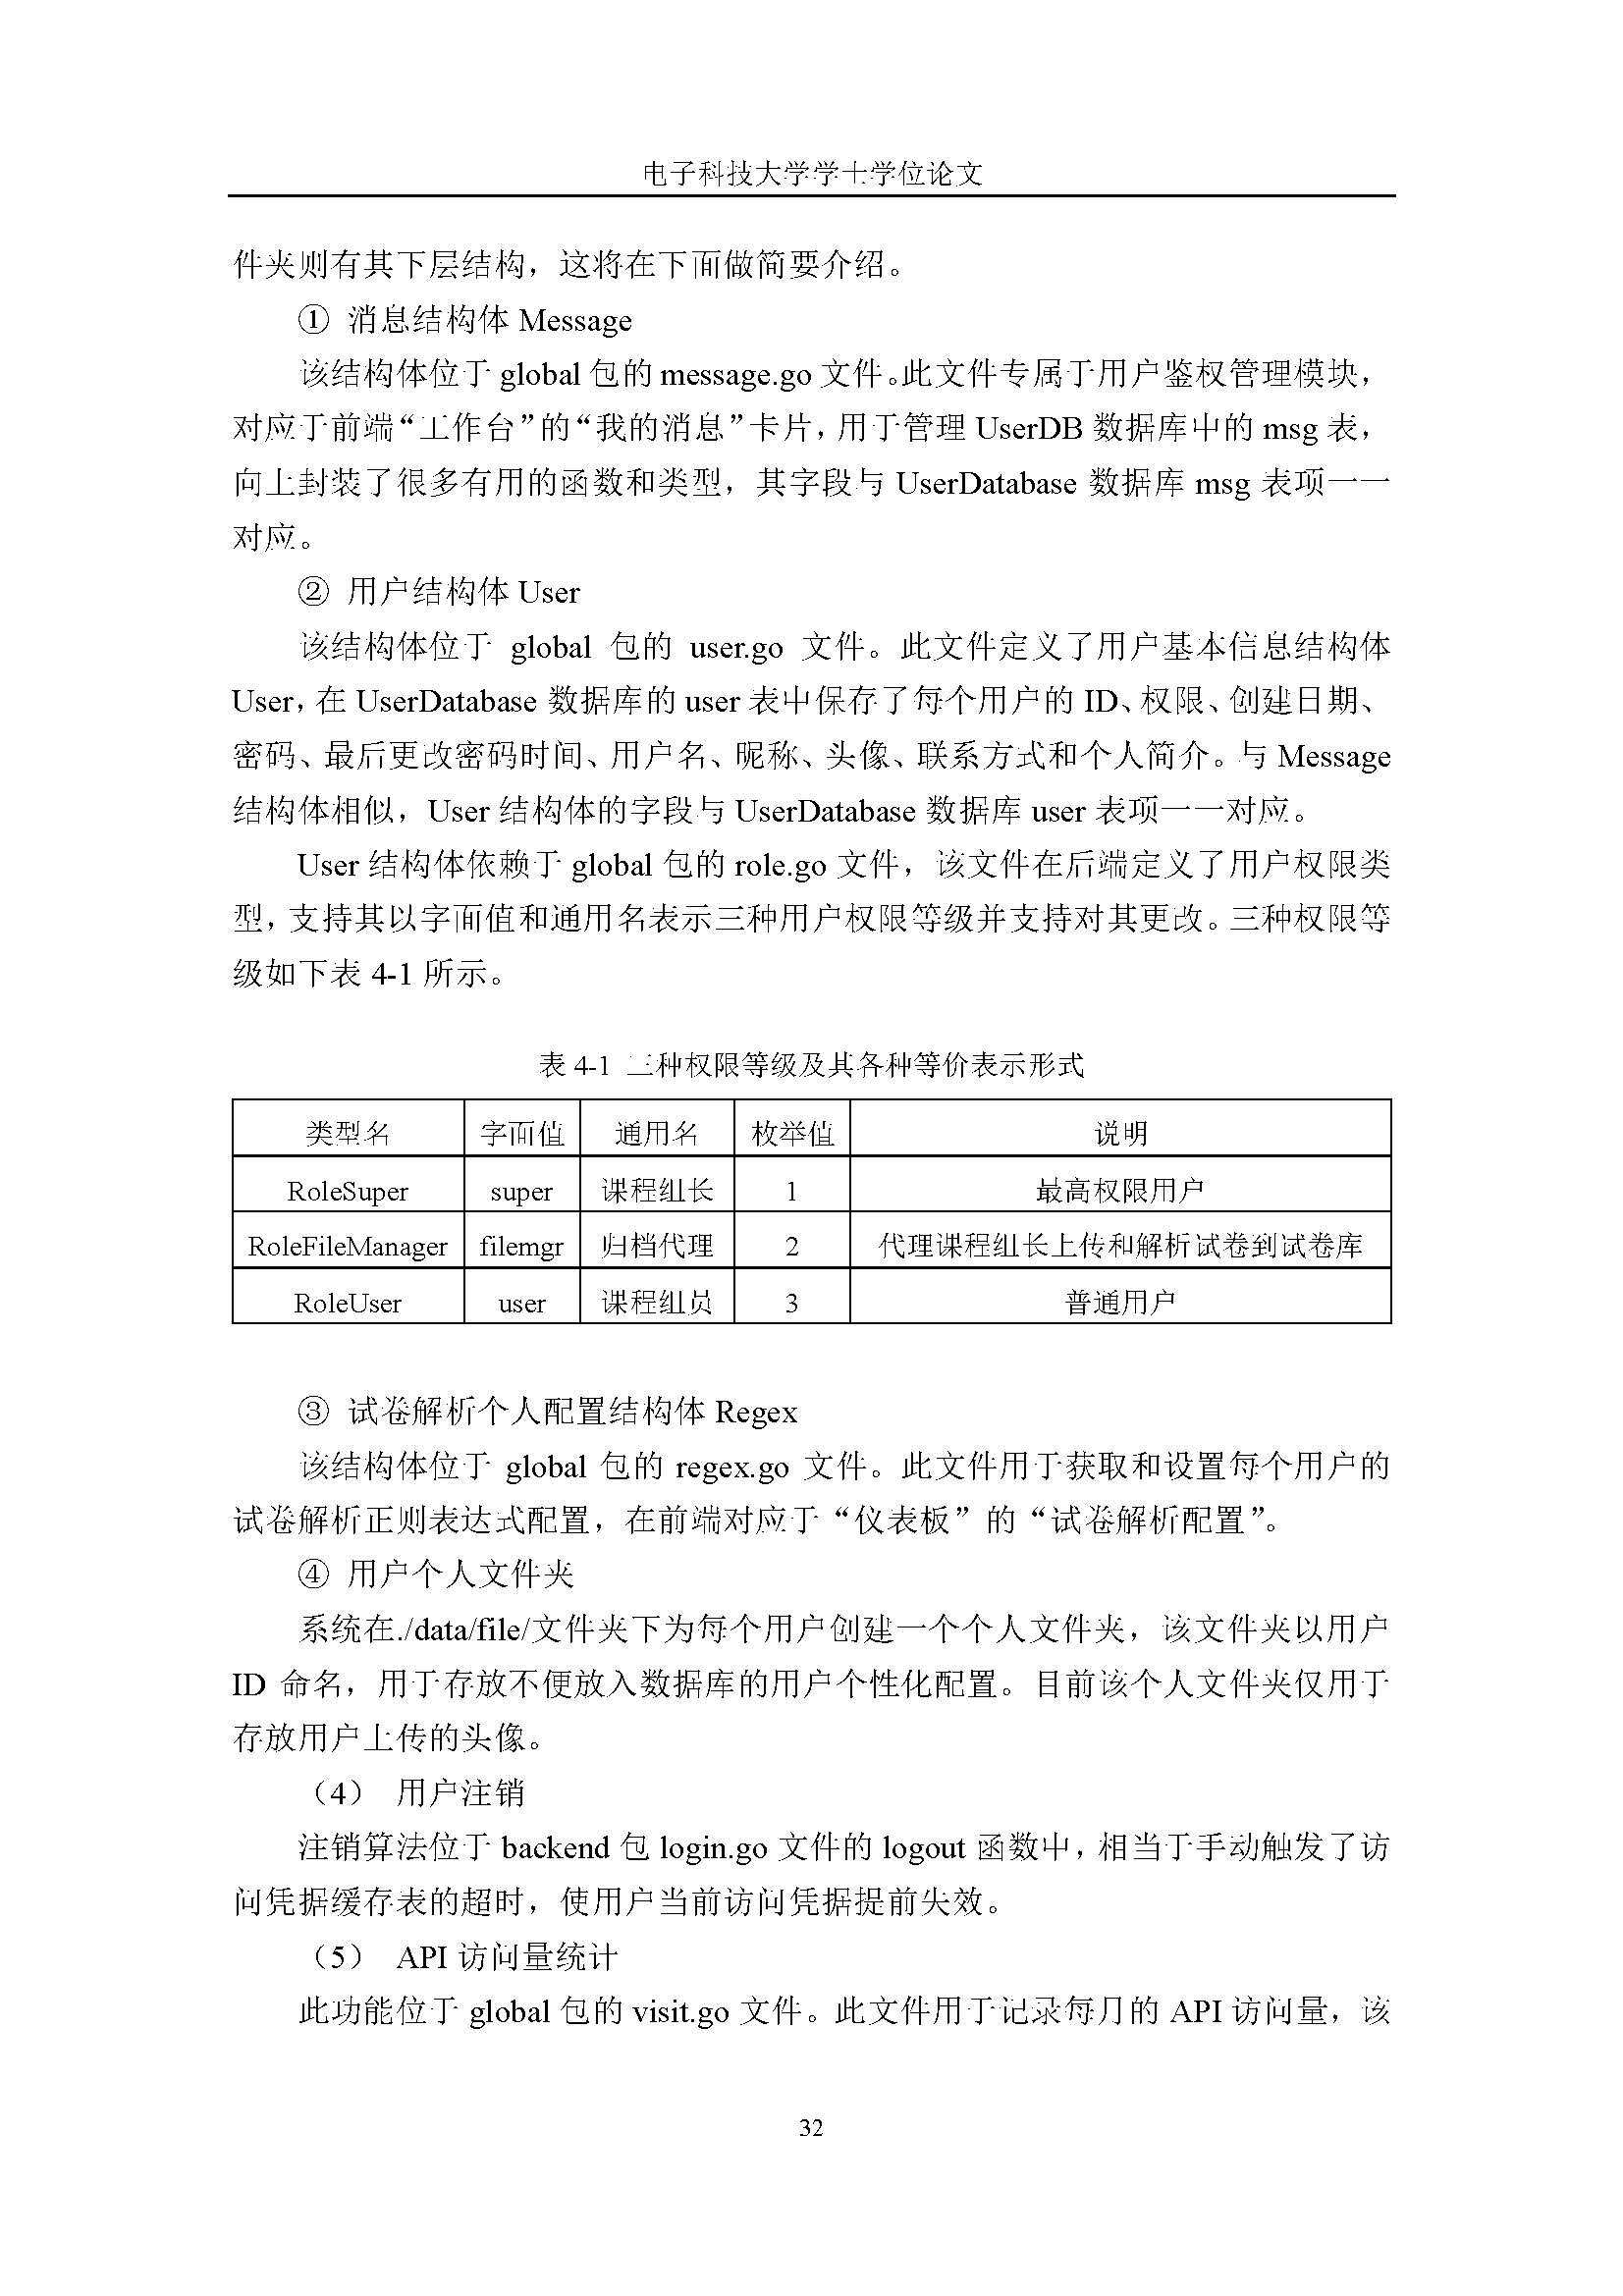 电子科技大学学士学位论文
件夹则有其下层结构，这将在下面做简要介绍。
① 消息结构体 Message
该结构体位于 global 包的 message.go 文件。此文件专属于用户鉴权管理模块，
对应于前端“工作台”的“我的消息”卡片，用于管理 UserDB 数据库中的 msg 表，
向上封装了很多有用的函数和类型，其字段与 UserDatabase 数据库 msg 表项一一
对应。
② 用户结构体 User
该结构体位于 global 包的 user.go 文件。此文件定义了用户基本信息结构体
User，在 UserDatabase 数据库的 user 表中保存了每个用户的 ID、权限、创建日期、
密码、最后更改密码时间、用户名、昵称、头像、联系方式和个人简介。与 Message
结构体相似，User 结构体的字段与 UserDatabase 数据库 user 表项一一对应。
User 结构体依赖于 global 包的 role.go 文件，该文件在后端定义了用户权限类
型，支持其以字面值和通用名表示三种用户权限等级并支持对其更改。三种权限等
级如下表 4-1 所示。
表 4-1 三种权限等级及其各种等价表示形式
类型名 字面值 通用名 枚举值 说明
RoleSuper super 课程组长 1 最高权限用户
RoleFileManager filemgr 归档代理 2 代理课程组长上传和解析试卷到试卷库
RoleUser user 课程组员 3 普通用户
③ 试卷解析个人配置结构体 Regex
该结构体位于 global 包的 regex.go 文件。此文件用于获取和设置每个用户的
试卷解析正则表达式配置，在前端对应于“仪表板”的“试卷解析配置”。
④ 用户个人文件夹
系统在./data/file/文件夹下为每个用户创建一个个人文件夹，该文件夹以用户
ID 命名，用于存放不便放入数据库的用户个性化配置。目前该个人文件夹仅用于
存放用户上传的头像。
（4） 用户注销
注销算法位于 backend 包 login.go 文件的 logout 函数中，相当于手动触发了访
问凭据缓存表的超时，使用户当前访问凭据提前失效。
（5） API 访问量统计
此功能位于 global 包的 visit.go 文件。此文件用于记录每月的 API 访问量，该
32